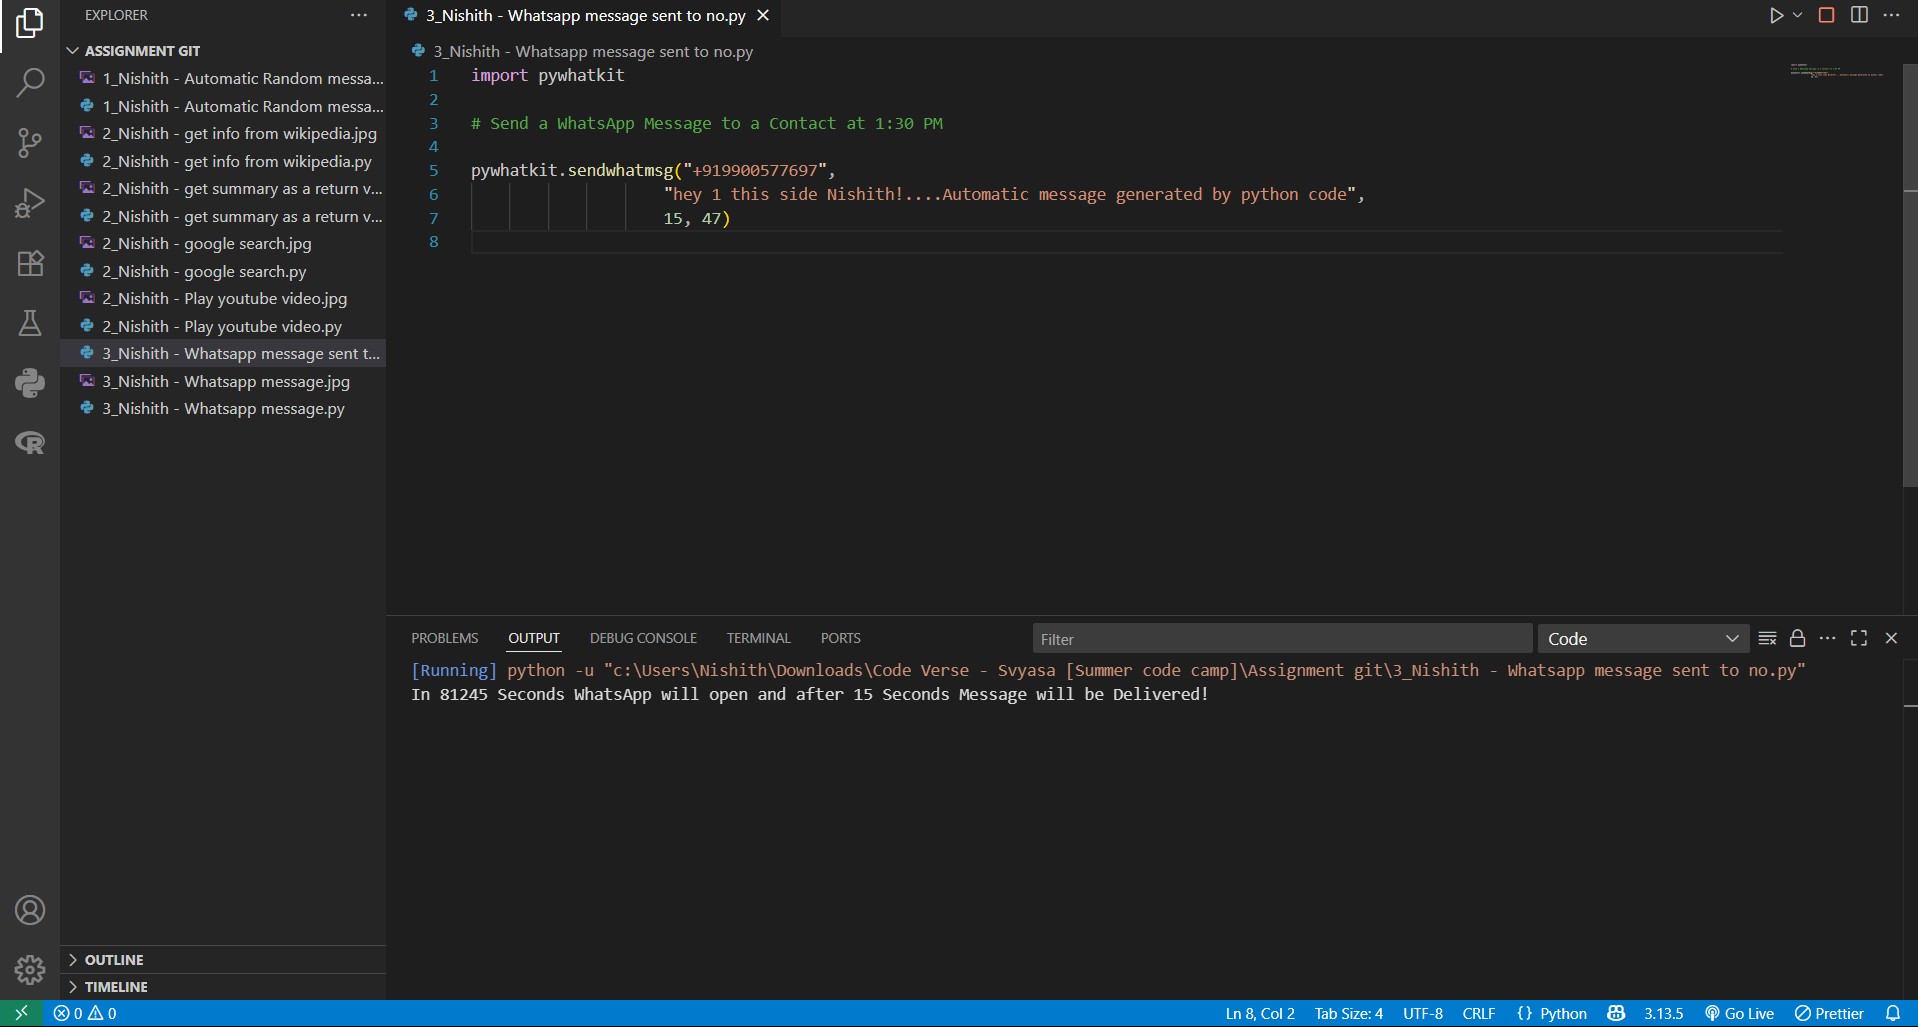 EXPLORER ···
ASSIGNMENT GIT
1_Nishith - Automatic Random messa...
1_Nishith - Automatic Random messa...
2_Nishith - get info from wikipedia.jpg
2_Nishith - get info from wikipedia.py
2_Nishith - get summary as a return v...
2_Nishith - get summary as a return v...
2_Nishith - google search.jpg
2_Nishith - google search.py
2_Nishith - Play youtube video.jpg
2_Nishith - Play youtube video.py
3_Nishith - Whatsapp message sent t...
3_Nishith - Whatsapp message.jpg
3_Nishith - Whatsapp message.py
OUTLINE
TIMELINE
3_Nishith - Whatsapp message sent to no.py
3_Nishith - Whatsapp message sent to no.py
1 import pywhatkit
2
3 # Send a WhatsApp Message to a Contact at 1:30 PM
4
5 pywhatkit.sendwhatmsg("+919900577697",
6 "hey 1 this side Nishith!....Automatic message generated by python code",
7 15, 47)
8
PROBLEMS OUTPUT DEBUG CONSOLE TERMINAL PORTS Filter Code
[Running] python -u "c:\Users\Nishith\Downloads\Code Verse - Svyasa [Summer code camp]\Assignment git\3_Nishith - Whatsapp message sent to no.py"
In 81245 Seconds WhatsApp will open and after 15 Seconds Message will be Delivered!
0 0 Ln 8, Col 2 Tab Size: 4 UTF-8 CRLF {} Python 3.13.5 Go Live Prettier